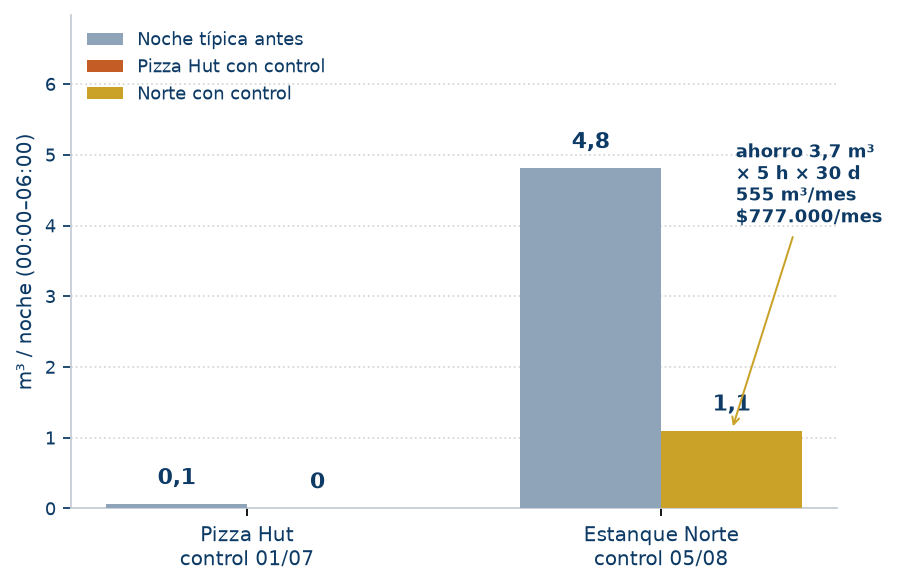 Noche típica antes
Pizza Hut con control
Norte con control
m³ / noche (00:00–06:00)
6
5
4
3
2
1
0
0,1
0
4,8
1,1
ahorro 3,7 m³
× 5 h × 30 d
555 m³/mes
$777.000/mes
Pizza Hut
control 01/07
Estanque Norte
control 05/08